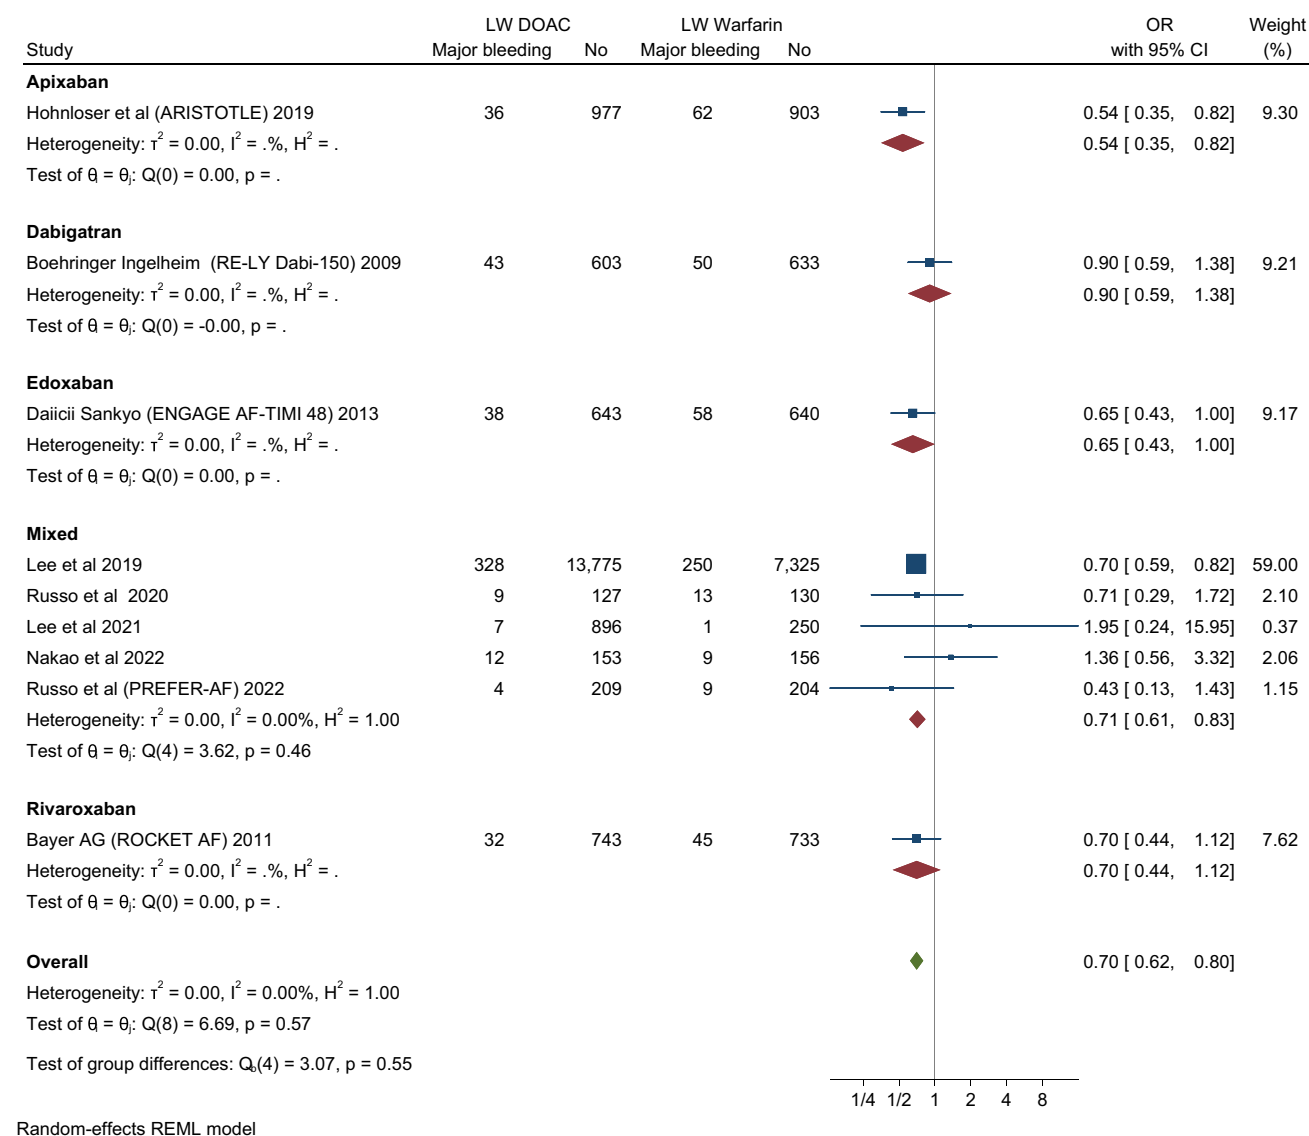 LW DOAC LW Warfarin OR Weight
Study Major bleeding No Major bleeding No with 95% CI (%)
Apixaban
Hohnloser et al (ARISTOTLE) 2019 36 977 62 903 0.54 [ 0.35, 0.82] 9.30
Heterogeneity: τ² = 0.00, I² = .%, H² = . 0.54 [ 0.35, 0.82]
Test of θᵢ = θⱼ: Q(0) = 0.00, p = .
Dabigatran
Boehringer Ingelheim (RE-LY Dabi-150) 2009 43 603 50 633 0.90 [ 0.59, 1.38] 9.21
Heterogeneity: τ² = 0.00, I² = .%, H² = . 0.90 [ 0.59, 1.38]
Test of θᵢ = θⱼ: Q(0) = -0.00, p = .
Edoxaban
Daiicii Sankyo (ENGAGE AF-TIMI 48) 2013 38 643 58 640 0.65 [ 0.43, 1.00] 9.17
Heterogeneity: τ² = 0.00, I² = .%, H² = . 0.65 [ 0.43, 1.00]
Test of θᵢ = θⱼ: Q(0) = 0.00, p = .
Mixed
Lee et al 2019 328 13,775 250 7,325 0.70 [ 0.59, 0.82] 59.00
Russo et al 2020 9 127 13 130 0.71 [ 0.29, 1.72] 2.10
Lee et al 2021 7 896 1 250 1.95 [ 0.24, 15.95] 0.37
Nakao et al 2022 12 153 9 156 1.36 [ 0.56, 3.32] 2.06
Russo et al (PREFER-AF) 2022 4 209 9 204 0.43 [ 0.13, 1.43] 1.15
Heterogeneity: τ² = 0.00, I² = 0.00%, H² = 1.00 0.71 [ 0.61, 0.83]
Test of θᵢ = θⱼ: Q(4) = 3.62, p = 0.46
Rivaroxaban
Bayer AG (ROCKET AF) 2011 32 743 45 733 0.70 [ 0.44, 1.12] 7.62
Heterogeneity: τ² = 0.00, I² = .%, H² = . 0.70 [ 0.44, 1.12]
Test of θᵢ = θⱼ: Q(0) = 0.00, p = .
Overall 0.70 [ 0.62, 0.80]
Heterogeneity: τ² = 0.00, I² = 0.00%, H² = 1.00
Test of θᵢ = θⱼ: Q(8) = 6.69, p = 0.57
Test of group differences: Q_b(4) = 3.07, p = 0.55
1/4 1/2 1 2 4 8
Random-effects REML model